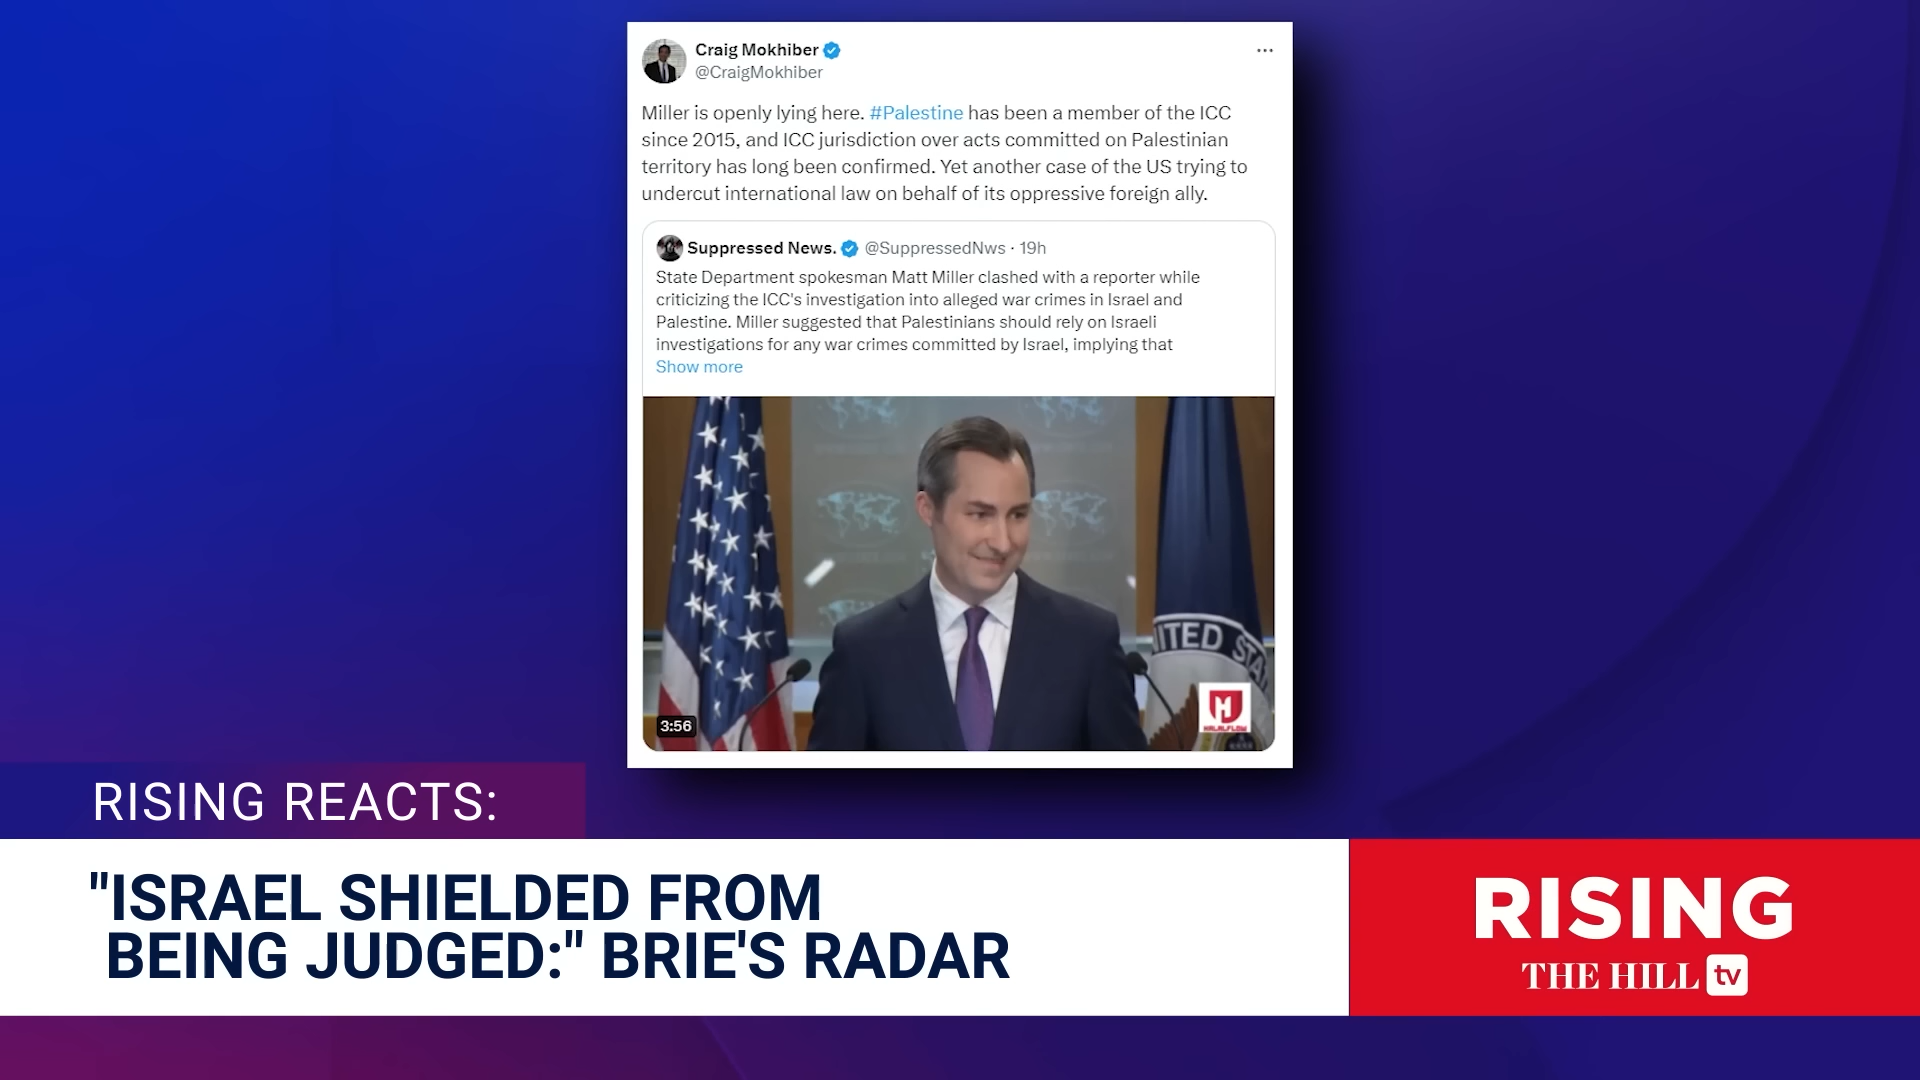 Craig Mokhiber
@CraigMokhiber
Miller is openly lying here. #Palestine has been a member of the ICC
since 2015, and ICC jurisdiction over acts committed on Palestinian
territory has long been confirmed. Yet another case of the US trying to
undercut international law on behalf of its oppressive foreign ally.
Suppressed News. @SuppressedNws · 19h
State Department spokesman Matt Miller clashed with a reporter while
criticizing the ICC's investigation into alleged war crimes in Israel and
Palestine. Miller suggested that Palestinians should rely on Israeli
investigations for any war crimes committed by Israel, implying that
Show more
ITED STA
3:56
HALALFLOW
RISING REACTS:
"ISRAEL SHIELDED FROM
BEING JUDGED:" BRIE'S RADAR
RISING
THE HILL tv